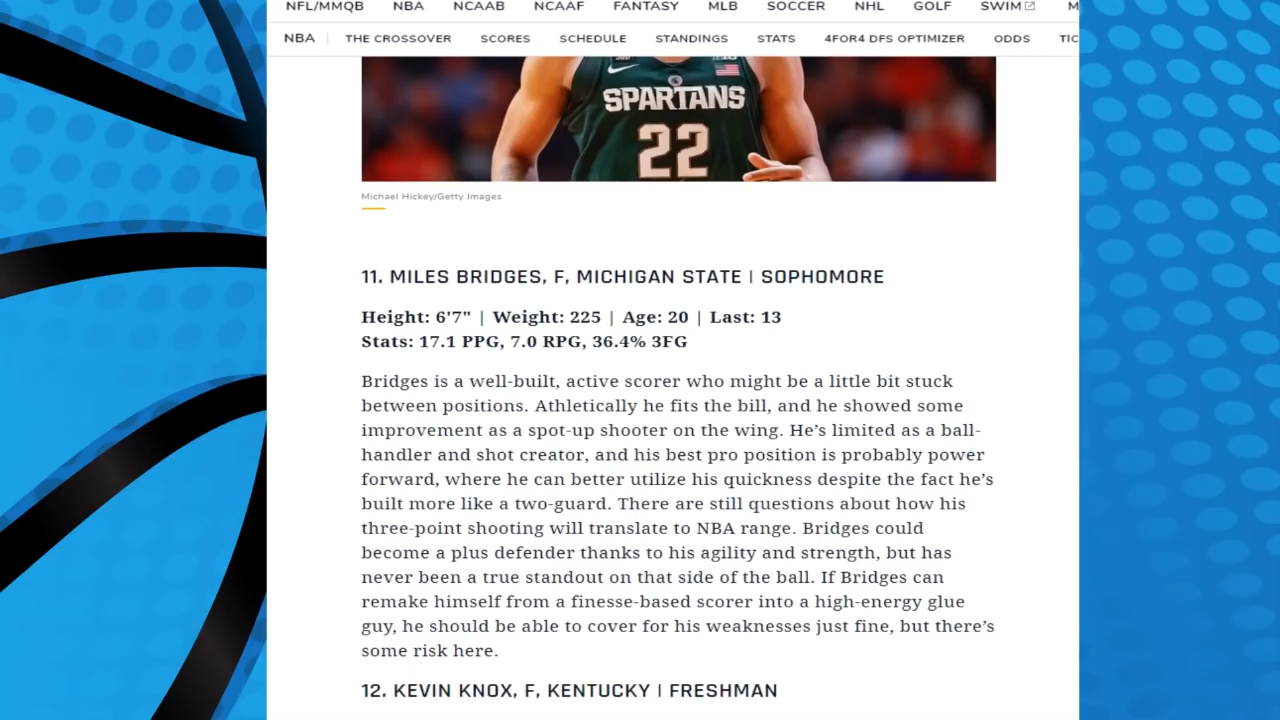 NFL/MMQB NBA NCAAB NCAAF FANTASY MLB SOCCER NHL GOLF SWIM M
NBA | THE CROSSOVER SCORES SCHEDULE STANDINGS STATS 4FOR4 DFS OPTIMIZER ODDS TIC
SPARTANS
22
Michael Hickey/Getty Images
11. MILES BRIDGES, F, MICHIGAN STATE | SOPHOMORE
Height: 6'7" | Weight: 225 | Age: 20 | Last: 13
Stats: 17.1 PPG, 7.0 RPG, 36.4% 3FG
Bridges is a well-built, active scorer who might be a little bit stuck
between positions. Athletically he fits the bill, and he showed some
improvement as a spot-up shooter on the wing. He’s limited as a ball-
handler and shot creator, and his best pro position is probably power
forward, where he can better utilize his quickness despite the fact he’s
built more like a two-guard. There are still questions about how his
three-point shooting will translate to NBA range. Bridges could
become a plus defender thanks to his agility and strength, but has
never been a true standout on that side of the ball. If Bridges can
remake himself from a finesse-based scorer into a high-energy glue
guy, he should be able to cover for his weaknesses just fine, but there’s
some risk here.
12. KEVIN KNOX, F, KENTUCKY | FRESHMAN